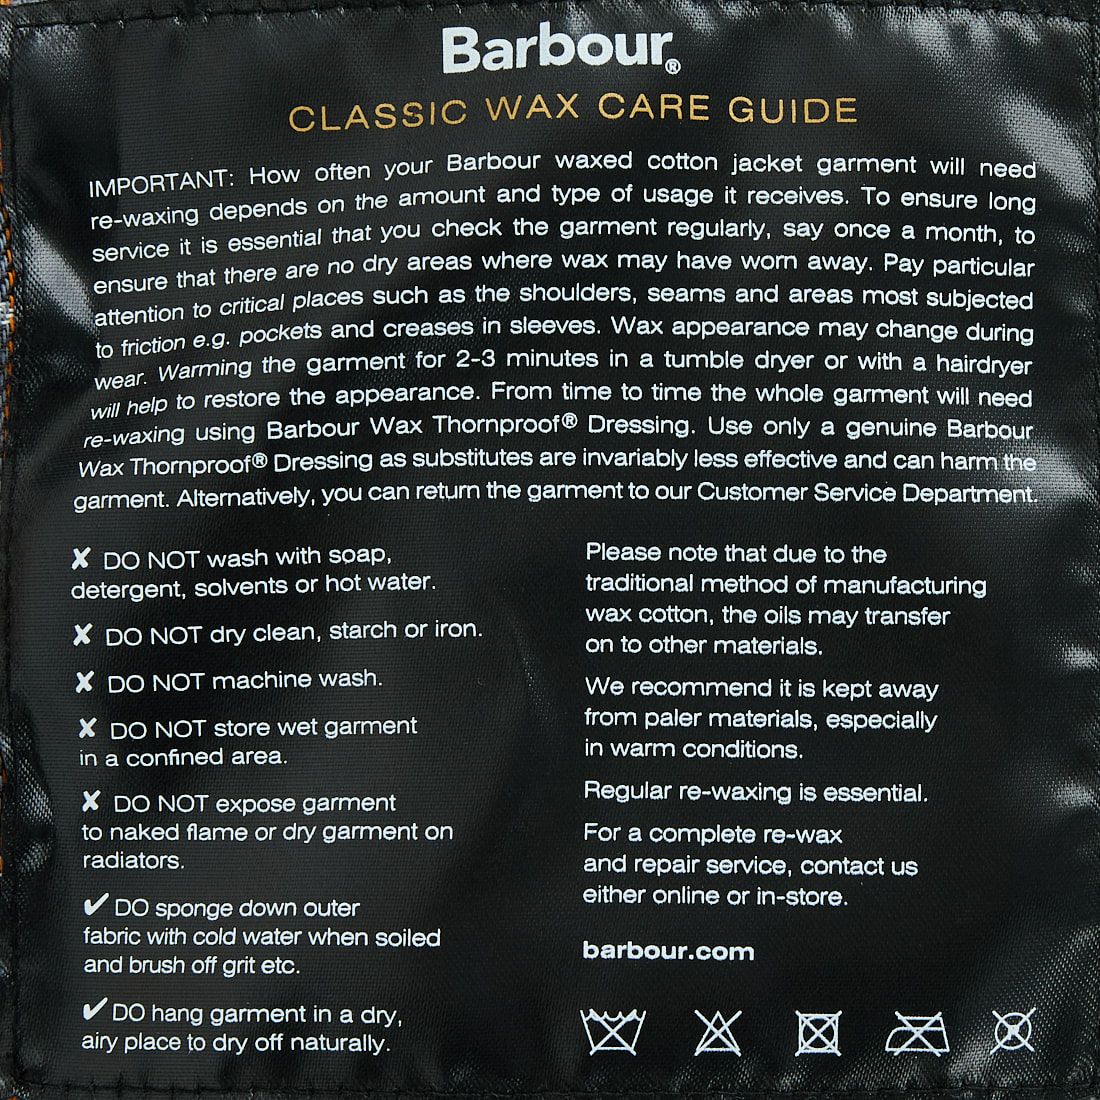 Barbour®
CLASSIC WAX CARE GUIDE
IMPORTANT: How often your Barbour waxed cotton jacket garment will need
re-waxing depends on the amount and type of usage it receives. To ensure long
service it is essential that you check the garment regularly, say once a month, to
ensure that there are no dry areas where wax may have worn away. Pay particular
attention to critical places such as the shoulders, seams and areas most subjected
to friction e.g. pockets and creases in sleeves. Wax appearance may change during
wear. Warming the garment for 2-3 minutes in a tumble dryer or with a hairdryer
will help to restore the appearance. From time to time the whole garment will need
re-waxing using Barbour Wax Thornproof® Dressing. Use only a genuine Barbour
Wax Thornproof® Dressing as substitutes are invariably less effective and can harm the
garment. Alternatively, you can return the garment to our Customer Service Department.
✘ DO NOT wash with soap,
detergent, solvents or hot water.
✘ DO NOT dry clean, starch or iron.
✘ DO NOT machine wash.
✘ DO NOT store wet garment
in a confined area.
✘ DO NOT expose garment
to naked flame or dry garment on
radiators.
✔ DO sponge down outer
fabric with cold water when soiled
and brush off grit etc.
✔ DO hang garment in a dry,
airy place to dry off naturally.
Please note that due to the
traditional method of manufacturing
wax cotton, the oils may transfer
on to other materials.
We recommend it is kept away
from paler materials, especially
in warm conditions.
Regular re-waxing is essential.
For a complete re-wax
and repair service, contact us
either online or in-store.
barbour.com